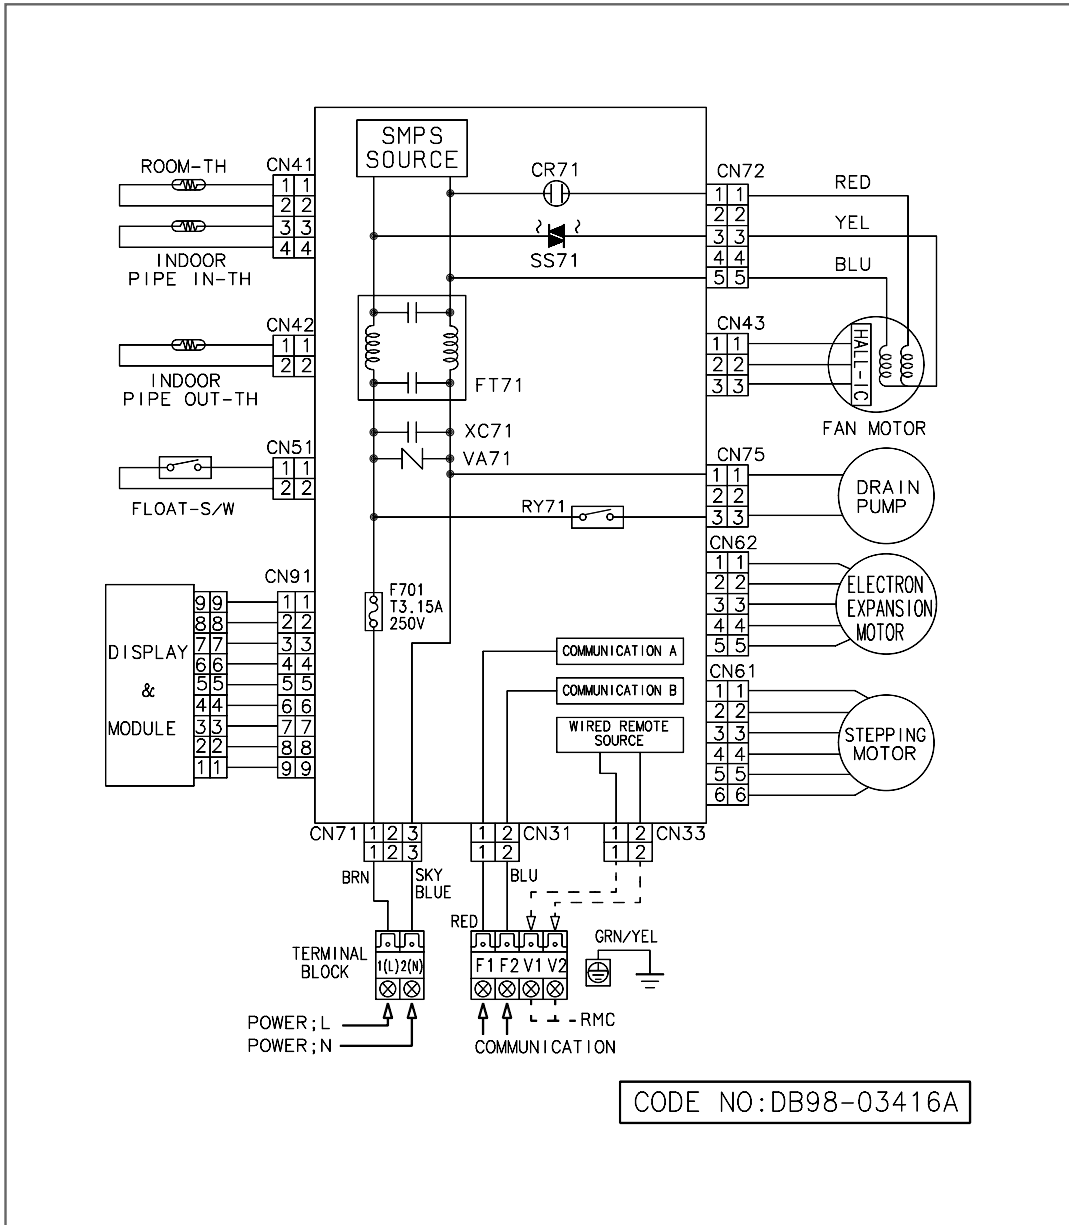 SMPS
SOURCE
ROOM-TH
CN41
1 1
2 2
3 3
4 4
INDOOR
PIPE IN-TH
CN42
1 1
2 2
INDOOR
PIPE OUT-TH
CN51
1 1
2 2
FLOAT-S/W
CN91
DISPLAY
&
MODULE
9 9
8 8
7 7
6 6
5 5
4 4
3 3
2 2
1 1
1 1
2 2
3 3
4 4
5 5
6 6
7 7
8 8
9 9
CR71
SS71
FT71
XC71
VA71
RY71
F701
T3.15A
250V
COMMUNICATION A
COMMUNICATION B
WIRED REMOTE
SOURCE
CN72
1 1
2 2
3 3
4 4
5 5
RED
YEL
BLU
CN43
1 1
2 2
3 3
HALL-IC
FAN MOTOR
CN75
1 1
2 2
3 3
DRAIN
PUMP
CN62
1 1
2 2
3 3
4 4
5 5
ELECTRON
EXPANSION
MOTOR
CN61
1 1
2 2
3 3
4 4
5 5
6 6
STEPPING
MOTOR
CN71
1 2 3
1 2 3
CN31
1 2
1 2
CN33
1 2
1 2
BRN
SKY
BLUE
BLU
RED
TERMINAL
BLOCK
1(L) 2(N)
F1 F2 V1 V2
GRN/YEL
POWER;L
POWER;N
RMC
COMMUNICATION
CODE NO:DB98-03416A